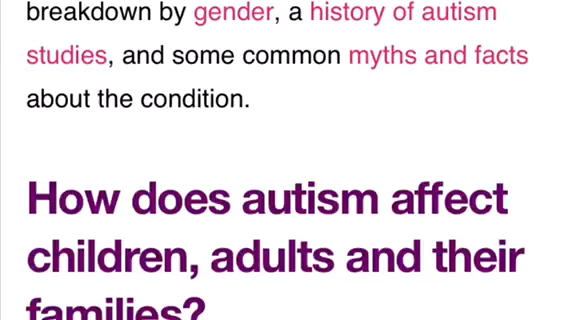 breakdown by gender, a history of autism
studies, and some common myths and facts
about the condition.
How does autism affect
children, adults and their
families?